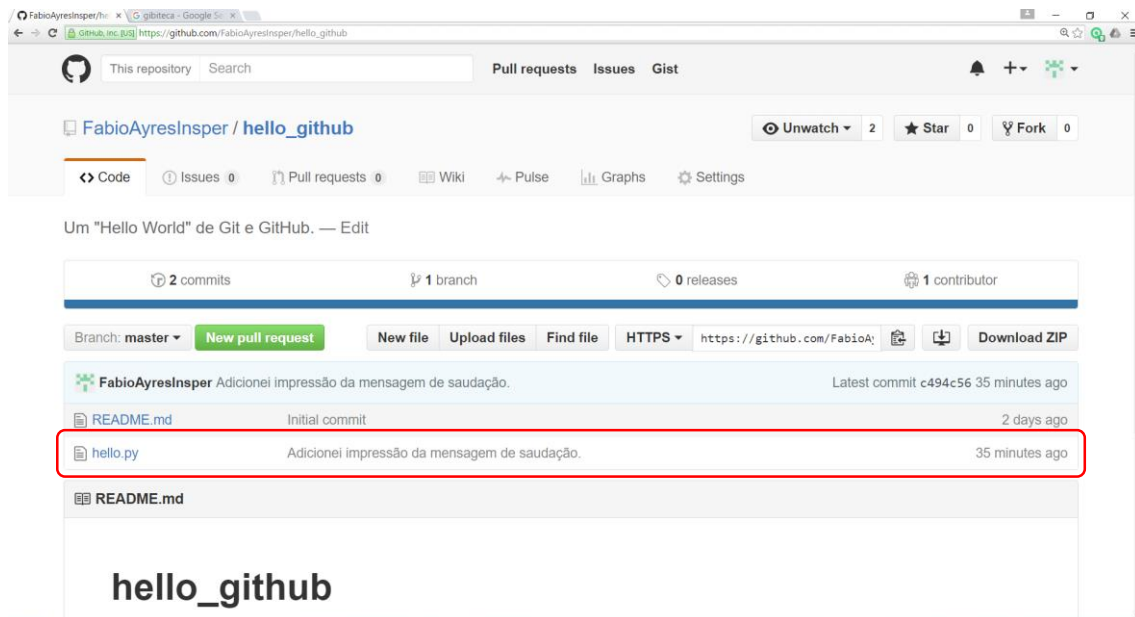 FabioAyresInsper/he
gibiteca - Google Se
GitHub, Inc. [US] https://github.com/FabioAyresInsper/hello_github
This repository Search Pull requests Issues Gist
FabioAyresInsper / hello_github Unwatch 2 Star 0 Fork 0
Code Issues 0 Pull requests 0 Wiki Pulse Graphs Settings
Um "Hello World" de Git e GitHub. — Edit
2 commits 1 branch 0 releases 1 contributor
Branch: master New pull request New file Upload files Find file HTTPS https://github.com/FabioA Download ZIP
FabioAyresInsper Adicionei impressão da mensagem de saudação. Latest commit c494c56 35 minutes ago
README.md Initial commit 2 days ago
hello.py Adicionei impressão da mensagem de saudação. 35 minutes ago
README.md
hello_github